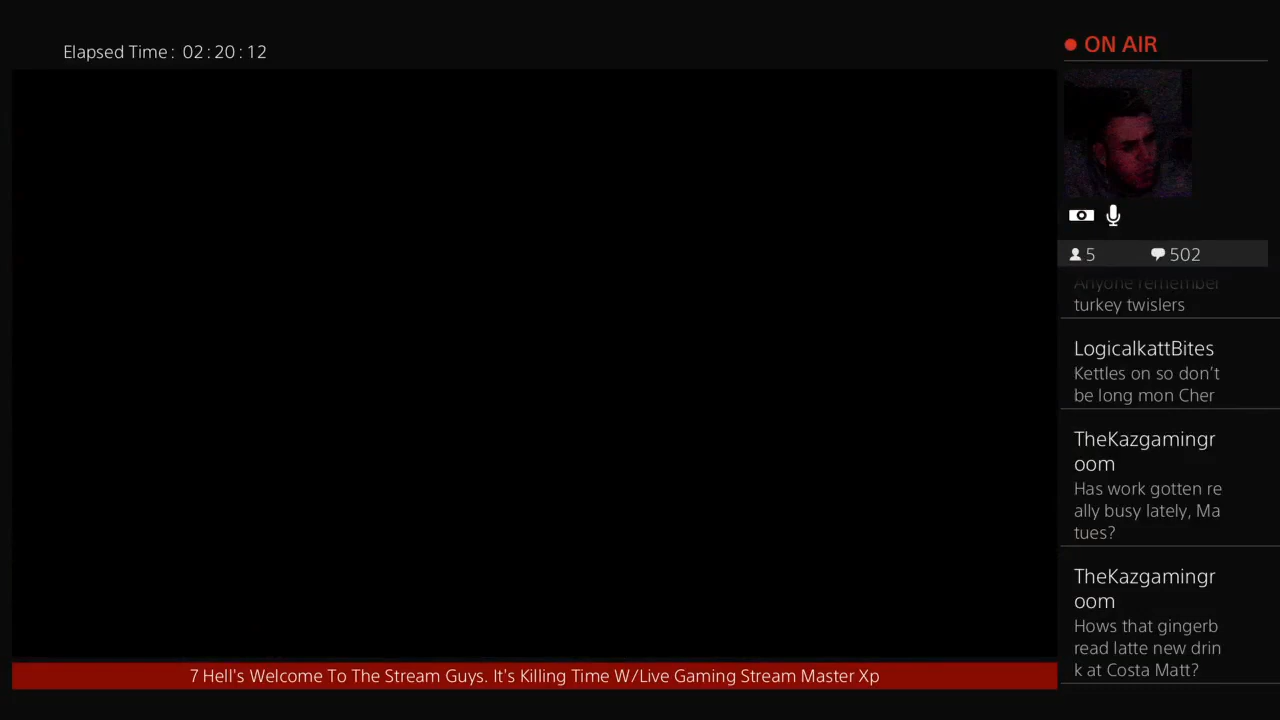 Elapsed Time: 02:20:12
ON AIR
5 502
Anyone remember
turkey twislers
LogicalkattBites
Kettles on so don't
be long mon Cher
TheKazgamingr
oom
Has work gotten re
ally busy lately, Ma
tues?
TheKazgamingr
oom
Hows that gingerb
read latte new drin
k at Costa Matt?
7 Hell's Welcome To The Stream Guys. It's Killing Time W/Live Gaming Stream Master Xp